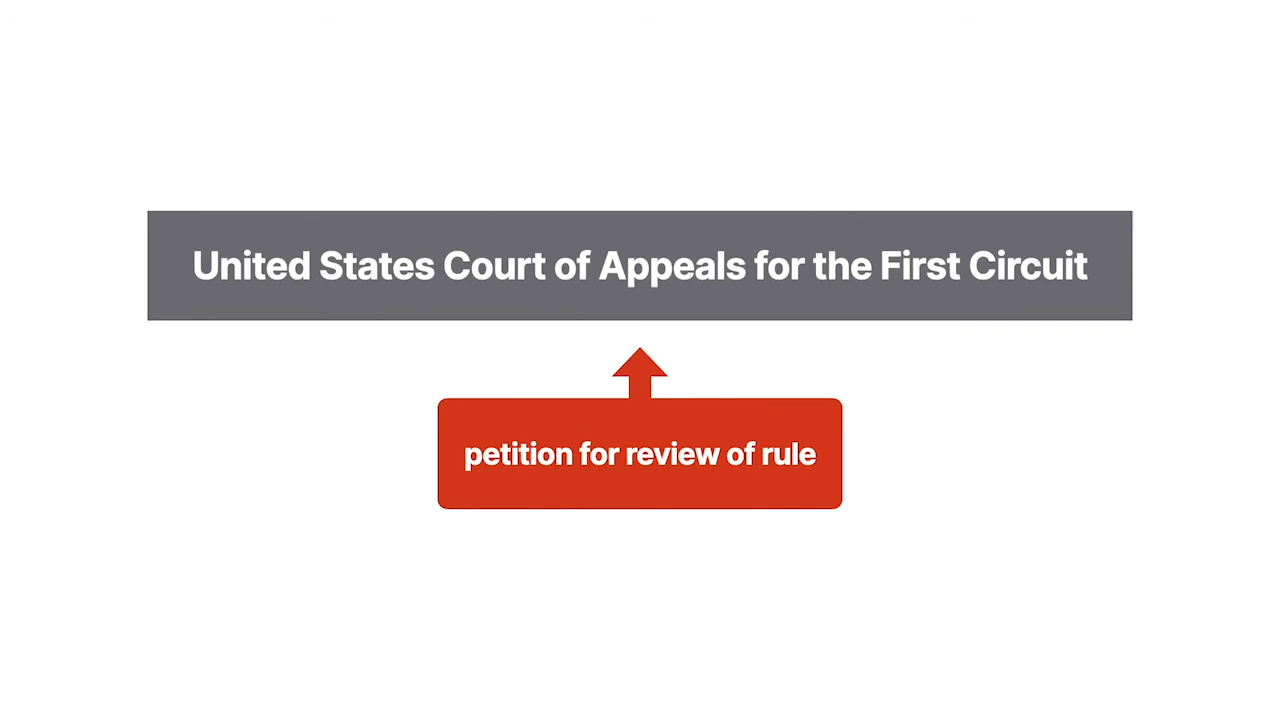 United States Court of Appeals for the First Circuit
petition for review of rule